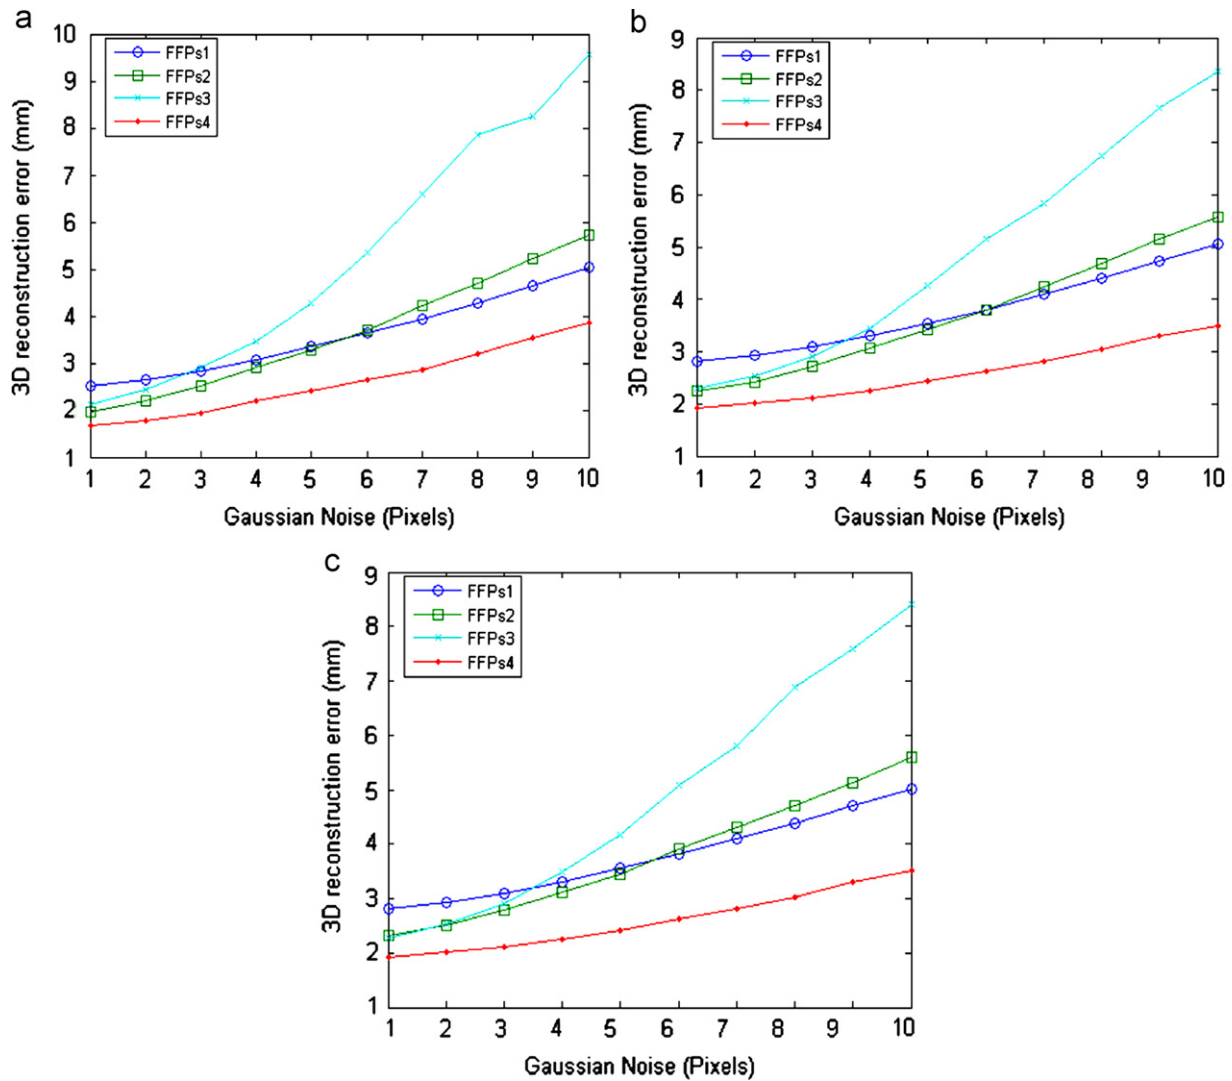 a
10
9
8
7
6
5
4
3
2
1
3D reconstruction error (mm)
FFPs1
FFPs2
FFPs3
FFPs4
1 2 3 4 5 6 7 8 9 10
Gaussian Noise (Pixels)
b
9
8
7
6
5
4
3
2
1
3D reconstruction error (mm)
FFPs1
FFPs2
FFPs3
FFPs4
1 2 3 4 5 6 7 8 9 10
Gaussian Noise (Pixels)
c
9
8
7
6
5
4
3
2
1
3D reconstruction error (mm)
FFPs1
FFPs2
FFPs3
FFPs4
1 2 3 4 5 6 7 8 9 10
Gaussian Noise (Pixels)